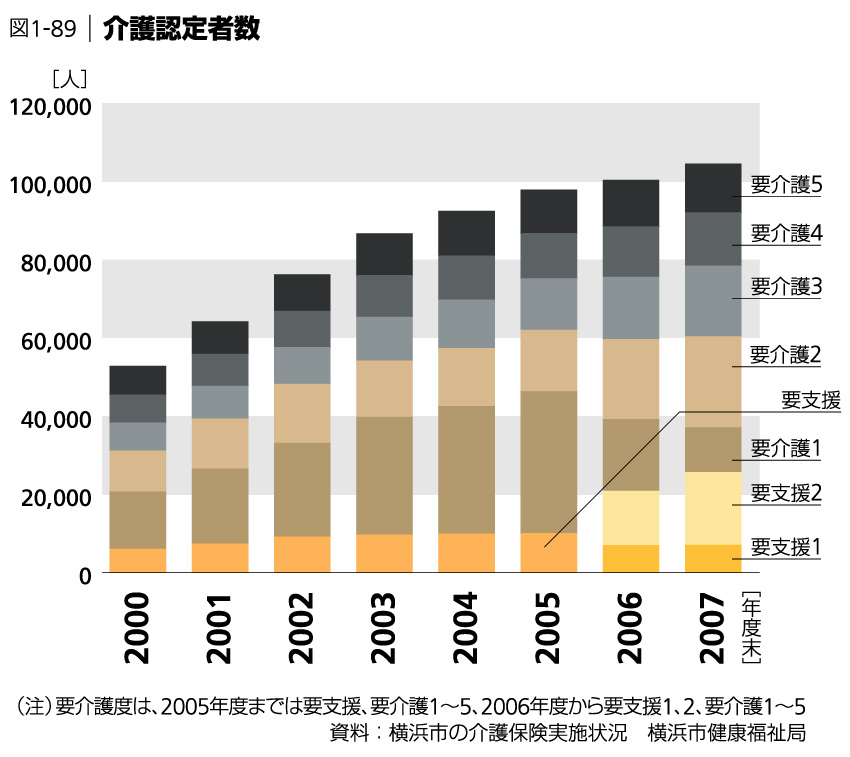 図1-89 | 介護認定者数
［人］
120,000
100,000
80,000
60,000
40,000
20,000
0
要介護5
要介護4
要介護3
要介護2
要支援
要介護1
要支援2
要支援1
2000 2001 2002 2003 2004 2005 2006 2007 ［年度末］
（注）要介護度は、2005年度までは要支援、要介護1～5、2006年度から要支援1、2、要介護1～5
資料：横浜市の介護保険実施状況　横浜市健康福祉局